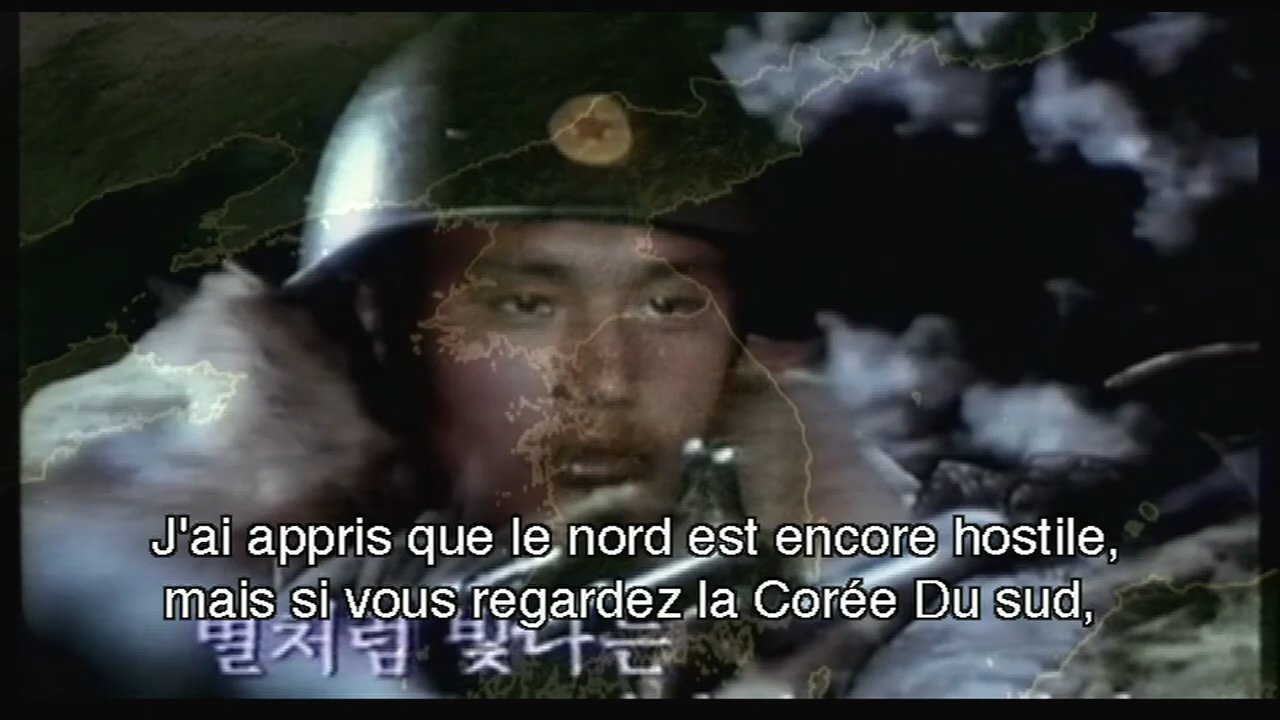 J'ai appris que le nord est encore hostile,
mais si vous regardez la Corée Du sud,
별처럼 빛나는